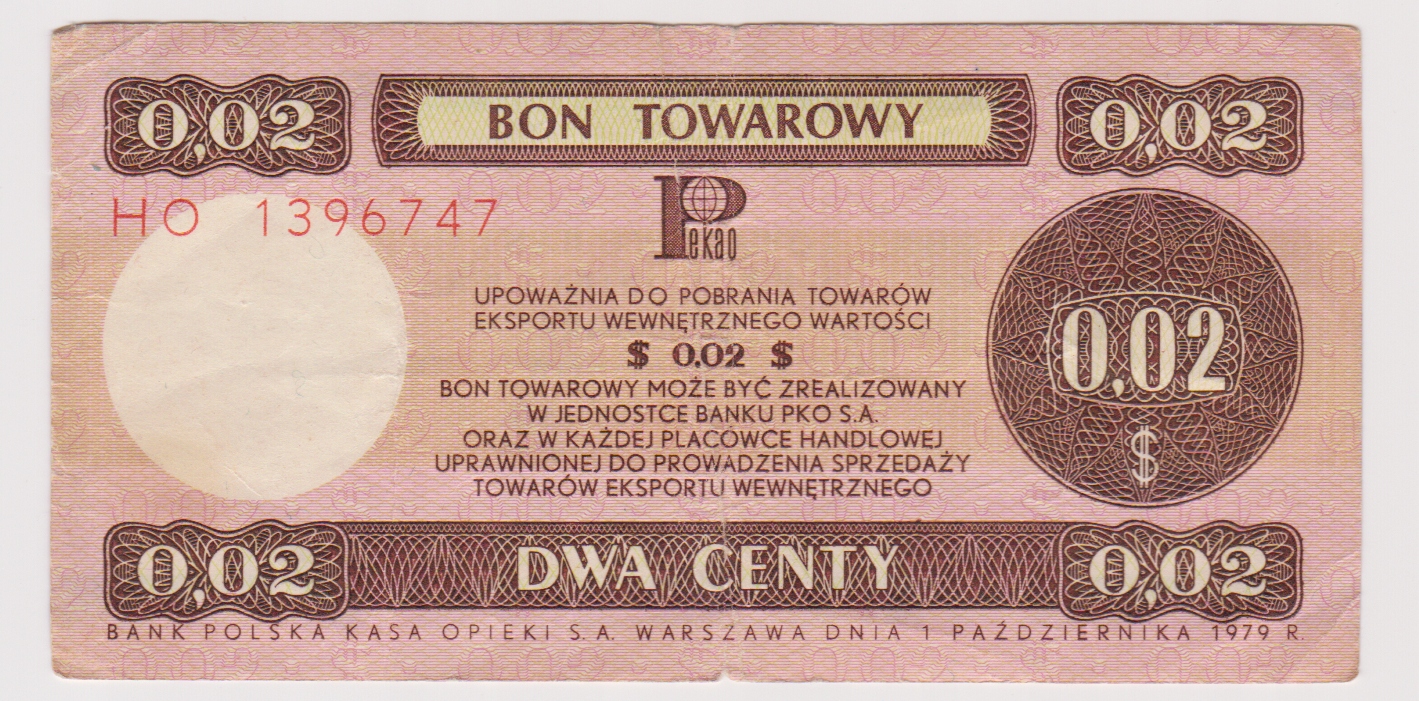 0,02 BON TOWAROWY 0,02
HO 1396747
Pekao
UPOWAŻNIA DO POBRANIA TOWARÓW
EKSPORTU WEWNĘTRZNEGO WARTOŚCI
$ 0.02 $
0,02
$
BON TOWAROWY MOŻE BYĆ ZREALIZOWANY
W JEDNOSTCE BANKU PKO S.A.
ORAZ W KAŻDEJ PLACÓWCE HANDLOWEJ
UPRAWNIONEJ DO PROWADZENIA SPRZEDAŻY
TOWARÓW EKSPORTU WEWNĘTRZNEGO
0,02 DWA CENTY 0,02
BANK POLSKA KASA OPIEKI S.A. WARSZAWA DNIA 1 PAŹDZIERNIKA 1979 R.